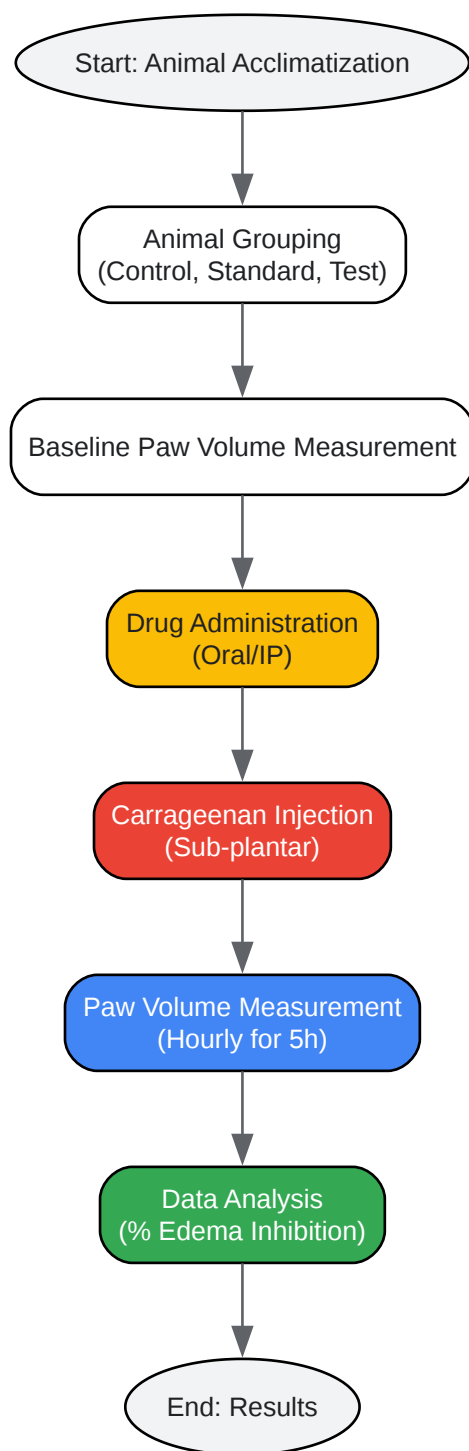 Start: Animal Acclimatization
Animal Grouping
(Control, Standard, Test)
Baseline Paw Volume Measurement
Drug Administration
(Oral/IP)
Carrageenan Injection
(Sub-plantar)
Paw Volume Measurement
(Hourly for 5h)
Data Analysis
(% Edema Inhibition)
End: Results